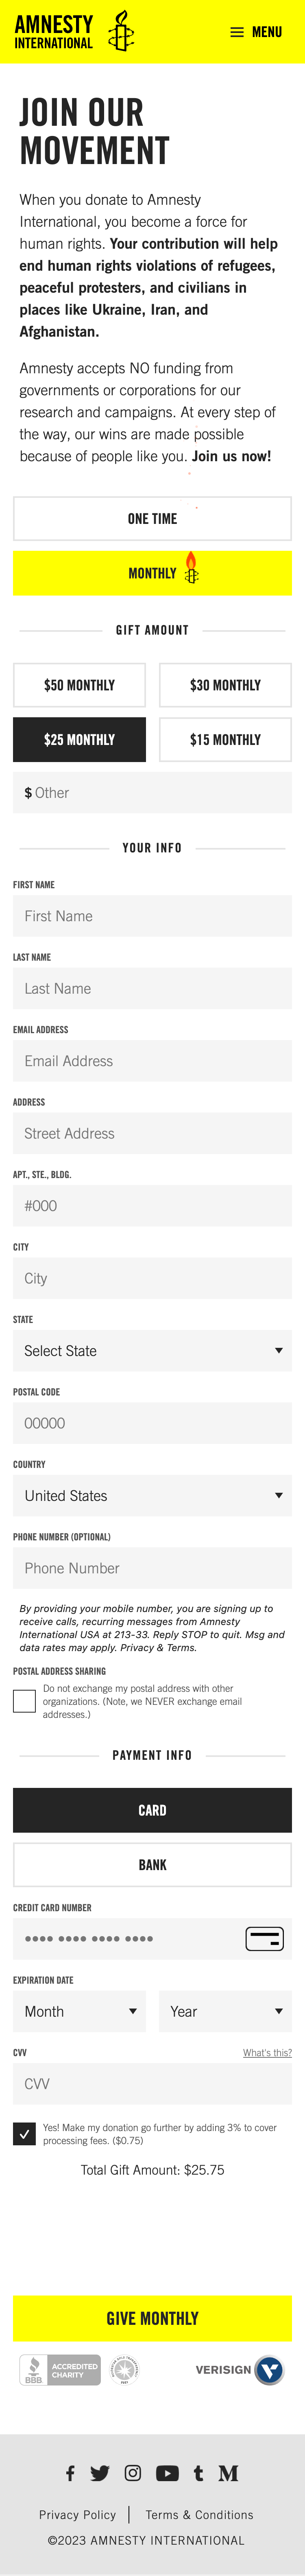 AMNESTY
INTERNATIONAL
MENU
JOIN OUR
MOVEMENT
When you donate to Amnesty
International, you become a force for
human rights. Your contribution will help
end human rights violations of refugees,
peaceful protesters, and civilians in
places like Ukraine, Iran, and
Afghanistan.
Amnesty accepts NO funding from
governments or corporations for our
research and campaigns. At every step of
the way, our wins are made possible
because of people like you. Join us now!
ONE TIME
MONTHLY
GIFT AMOUNT
$50 MONTHLY $30 MONTHLY
$25 MONTHLY $15 MONTHLY
$ Other
YOUR INFO
FIRST NAME
First Name
LAST NAME
Last Name
EMAIL ADDRESS
Email Address
ADDRESS
Street Address
APT., STE., BLDG.
#000
CITY
City
STATE
Select State
POSTAL CODE
00000
COUNTRY
United States
PHONE NUMBER (OPTIONAL)
Phone Number
By providing your mobile number, you are signing up to
receive calls, recurring messages from Amnesty
International USA at 213-33. Reply STOP to quit. Msg and
data rates may apply. Privacy & Terms.
POSTAL ADDRESS SHARING
Do not exchange my postal address with other
organizations. (Note, we NEVER exchange email
addresses.)
PAYMENT INFO
CARD
BANK
CREDIT CARD NUMBER
•••• •••• •••• ••••
EXPIRATION DATE
Month Year
CVV What's this?
CVV
Yes! Make my donation go further by adding 3% to cover
processing fees. ($0.75)
Total Gift Amount: $25.75
GIVE MONTHLY
BBB ACCREDITED
CHARITY
VERISIGN
Privacy Policy | Terms & Conditions
©2023 AMNESTY INTERNATIONAL